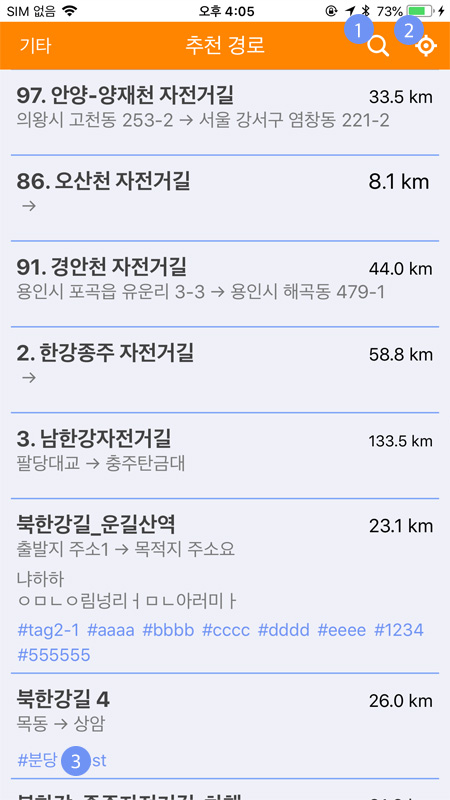 SIM 없음 오후 4:05 73%
기타 추천 경로 1 2
97. 안양-양재천 자전거길 33.5 km
의왕시 고천동 253-2 → 서울 강서구 염창동 221-2
86. 오산천 자전거길 8.1 km
→
91. 경안천 자전거길 44.0 km
용인시 포곡읍 유운리 3-3 → 용인시 해곡동 479-1
2. 한강종주 자전거길 58.8 km
→
3. 남한강자전거길 133.5 km
팔당대교 → 충주탄금대
북한강길_운길산역 23.1 km
출발지 주소1 → 목적지 주소요
냐하하
ㅇㅁㄴㅇ림넝리ㅓㅁㄴ아러미ㅏ
#tag2-1 #aaaa #bbbb #cccc #dddd #eeee #1234
#555555
북한강길 4 26.0 km
목동 → 상암
#분당 3 st